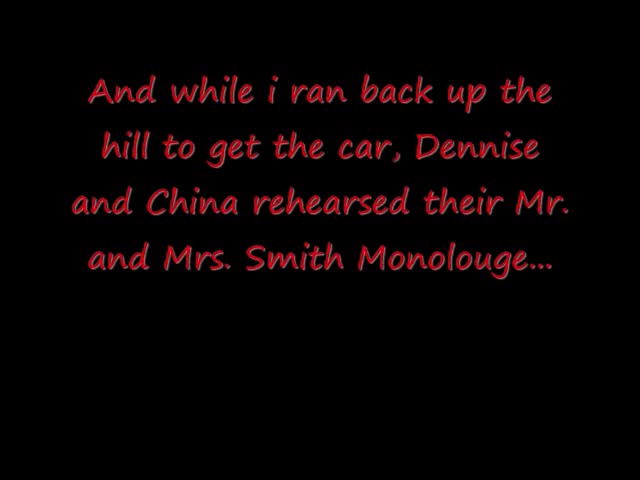 And while i ran back up the
hill to get the car, Dennise
and China rehearsed their Mr.
and Mrs. Smith Monolouge...